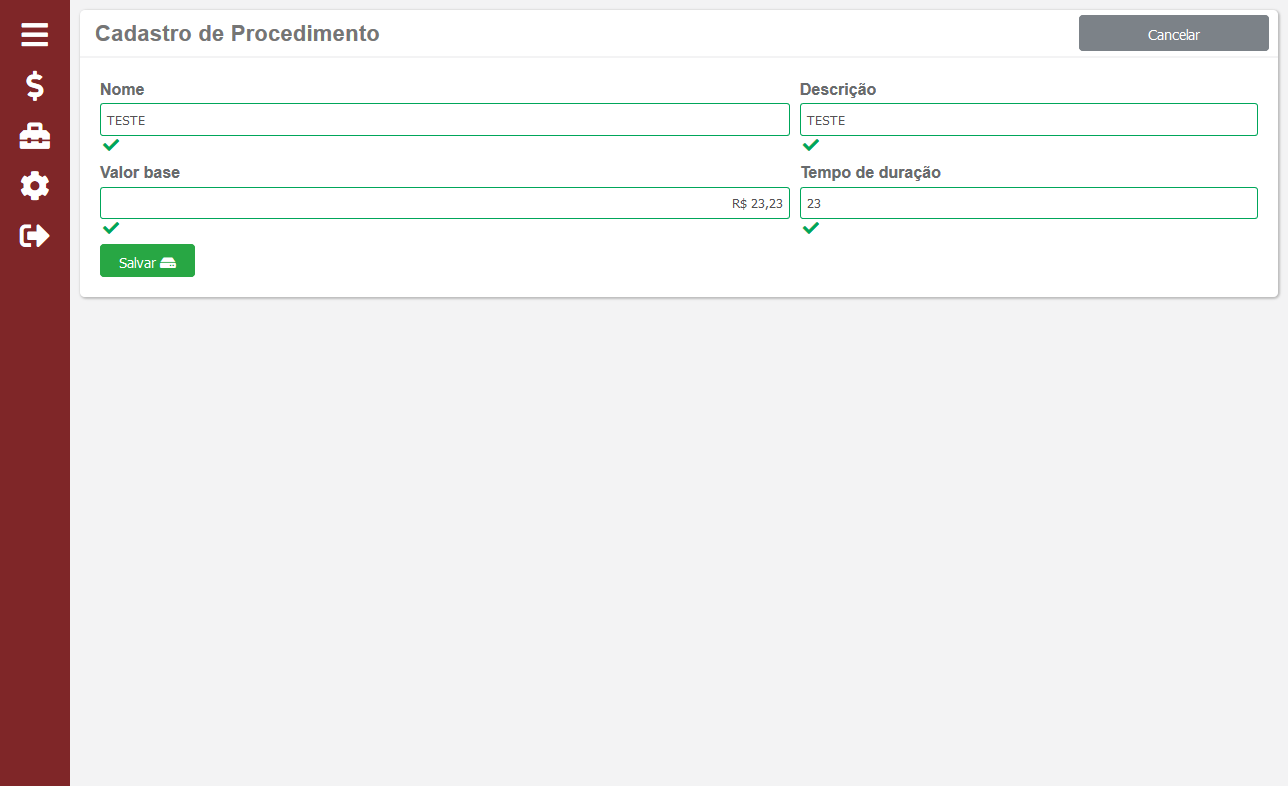 Cadastro de Procedimento
Cancelar
Nome
Descrição
TESTE
TESTE
Valor base
Tempo de duração
R$ 23,23
23
Salvar